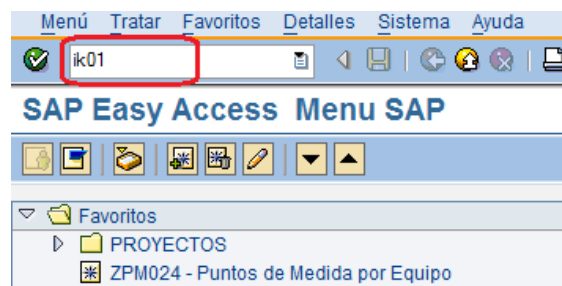 Menú Tratar Favoritos Detalles Sistema Ayuda
ik01
SAP Easy Access Menu SAP
Favoritos
PROYECTOS
ZPM024 - Puntos de Medida por Equipo